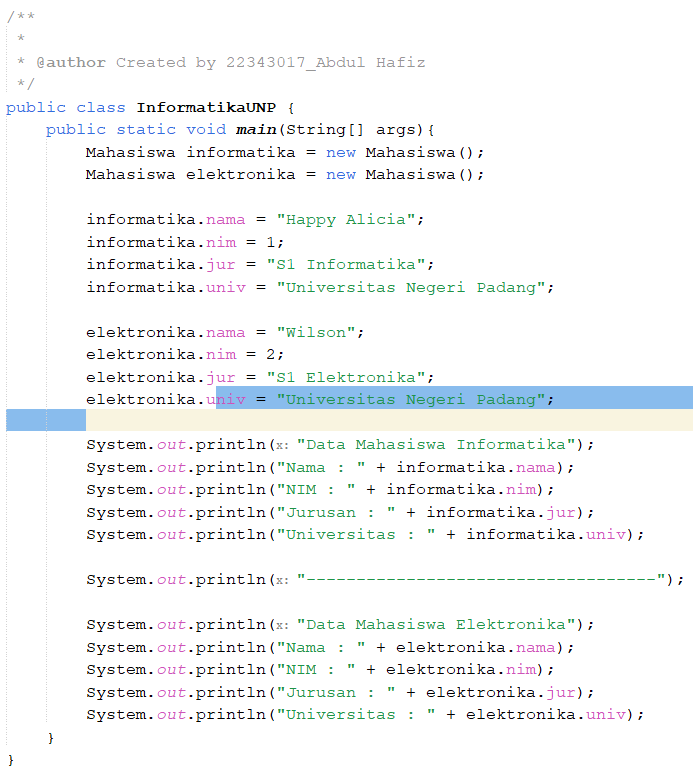 /**
 *
 * @author Created by 22343017_Abdul Hafiz
 */
public class InformatikaUNP {
    public static void main(String[] args){
        Mahasiswa informatika = new Mahasiswa();
        Mahasiswa elektronika = new Mahasiswa();

        informatika.nama = "Happy Alicia";
        informatika.nim = 1;
        informatika.jur = "S1 Informatika";
        informatika.univ = "Universitas Negeri Padang";

        elektronika.nama = "Wilson";
        elektronika.nim = 2;
        elektronika.jur = "S1 Elektronika";
        elektronika.univ = "Universitas Negeri Padang";

        System.out.println(x: "Data Mahasiswa Informatika");
        System.out.println("Nama : " + informatika.nama);
        System.out.println("NIM : " + informatika.nim);
        System.out.println("Jurusan : " + informatika.jur);
        System.out.println("Universitas : " + informatika.univ);

        System.out.println(x: "-----------------------------------");

        System.out.println(x: "Data Mahasiswa Elektronika");
        System.out.println("Nama : " + elektronika.nama);
        System.out.println("NIM : " + elektronika.nim);
        System.out.println("Jurusan : " + elektronika.jur);
        System.out.println("Universitas : " + elektronika.univ);
    }
}